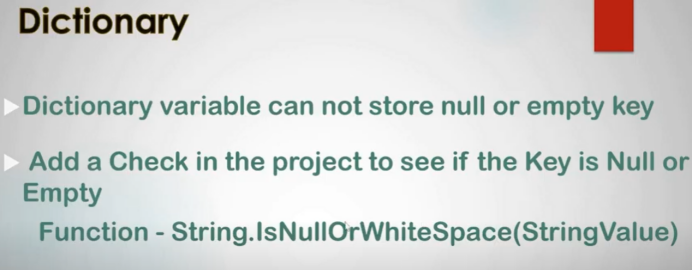 Dictionary
Dictionary variable can not store null or empty key
Add a Check in the project to see if the Key is Null or
Empty
Function - String.IsNullOrWhiteSpace(StringValue)